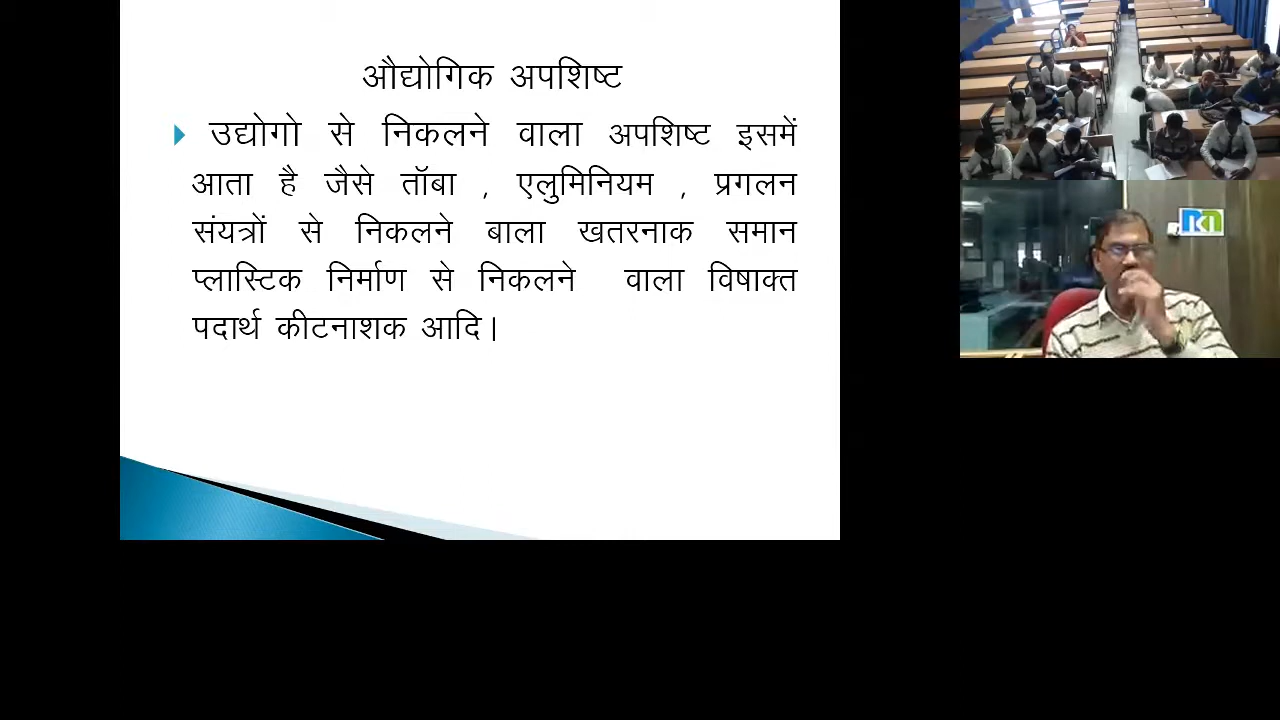 औद्योगिक अपशिष्ट
उद्योगो से निकलने वाला अपशिष्ट इसमें
आता है जैसे तॉबा , एलुमिनियम , प्रगलन
संयत्रों से निकलने बाला खतरनाक समान
प्लास्टिक निर्माण से निकलने वाला विषाक्त
पदार्थ कीटनाशक आदि।